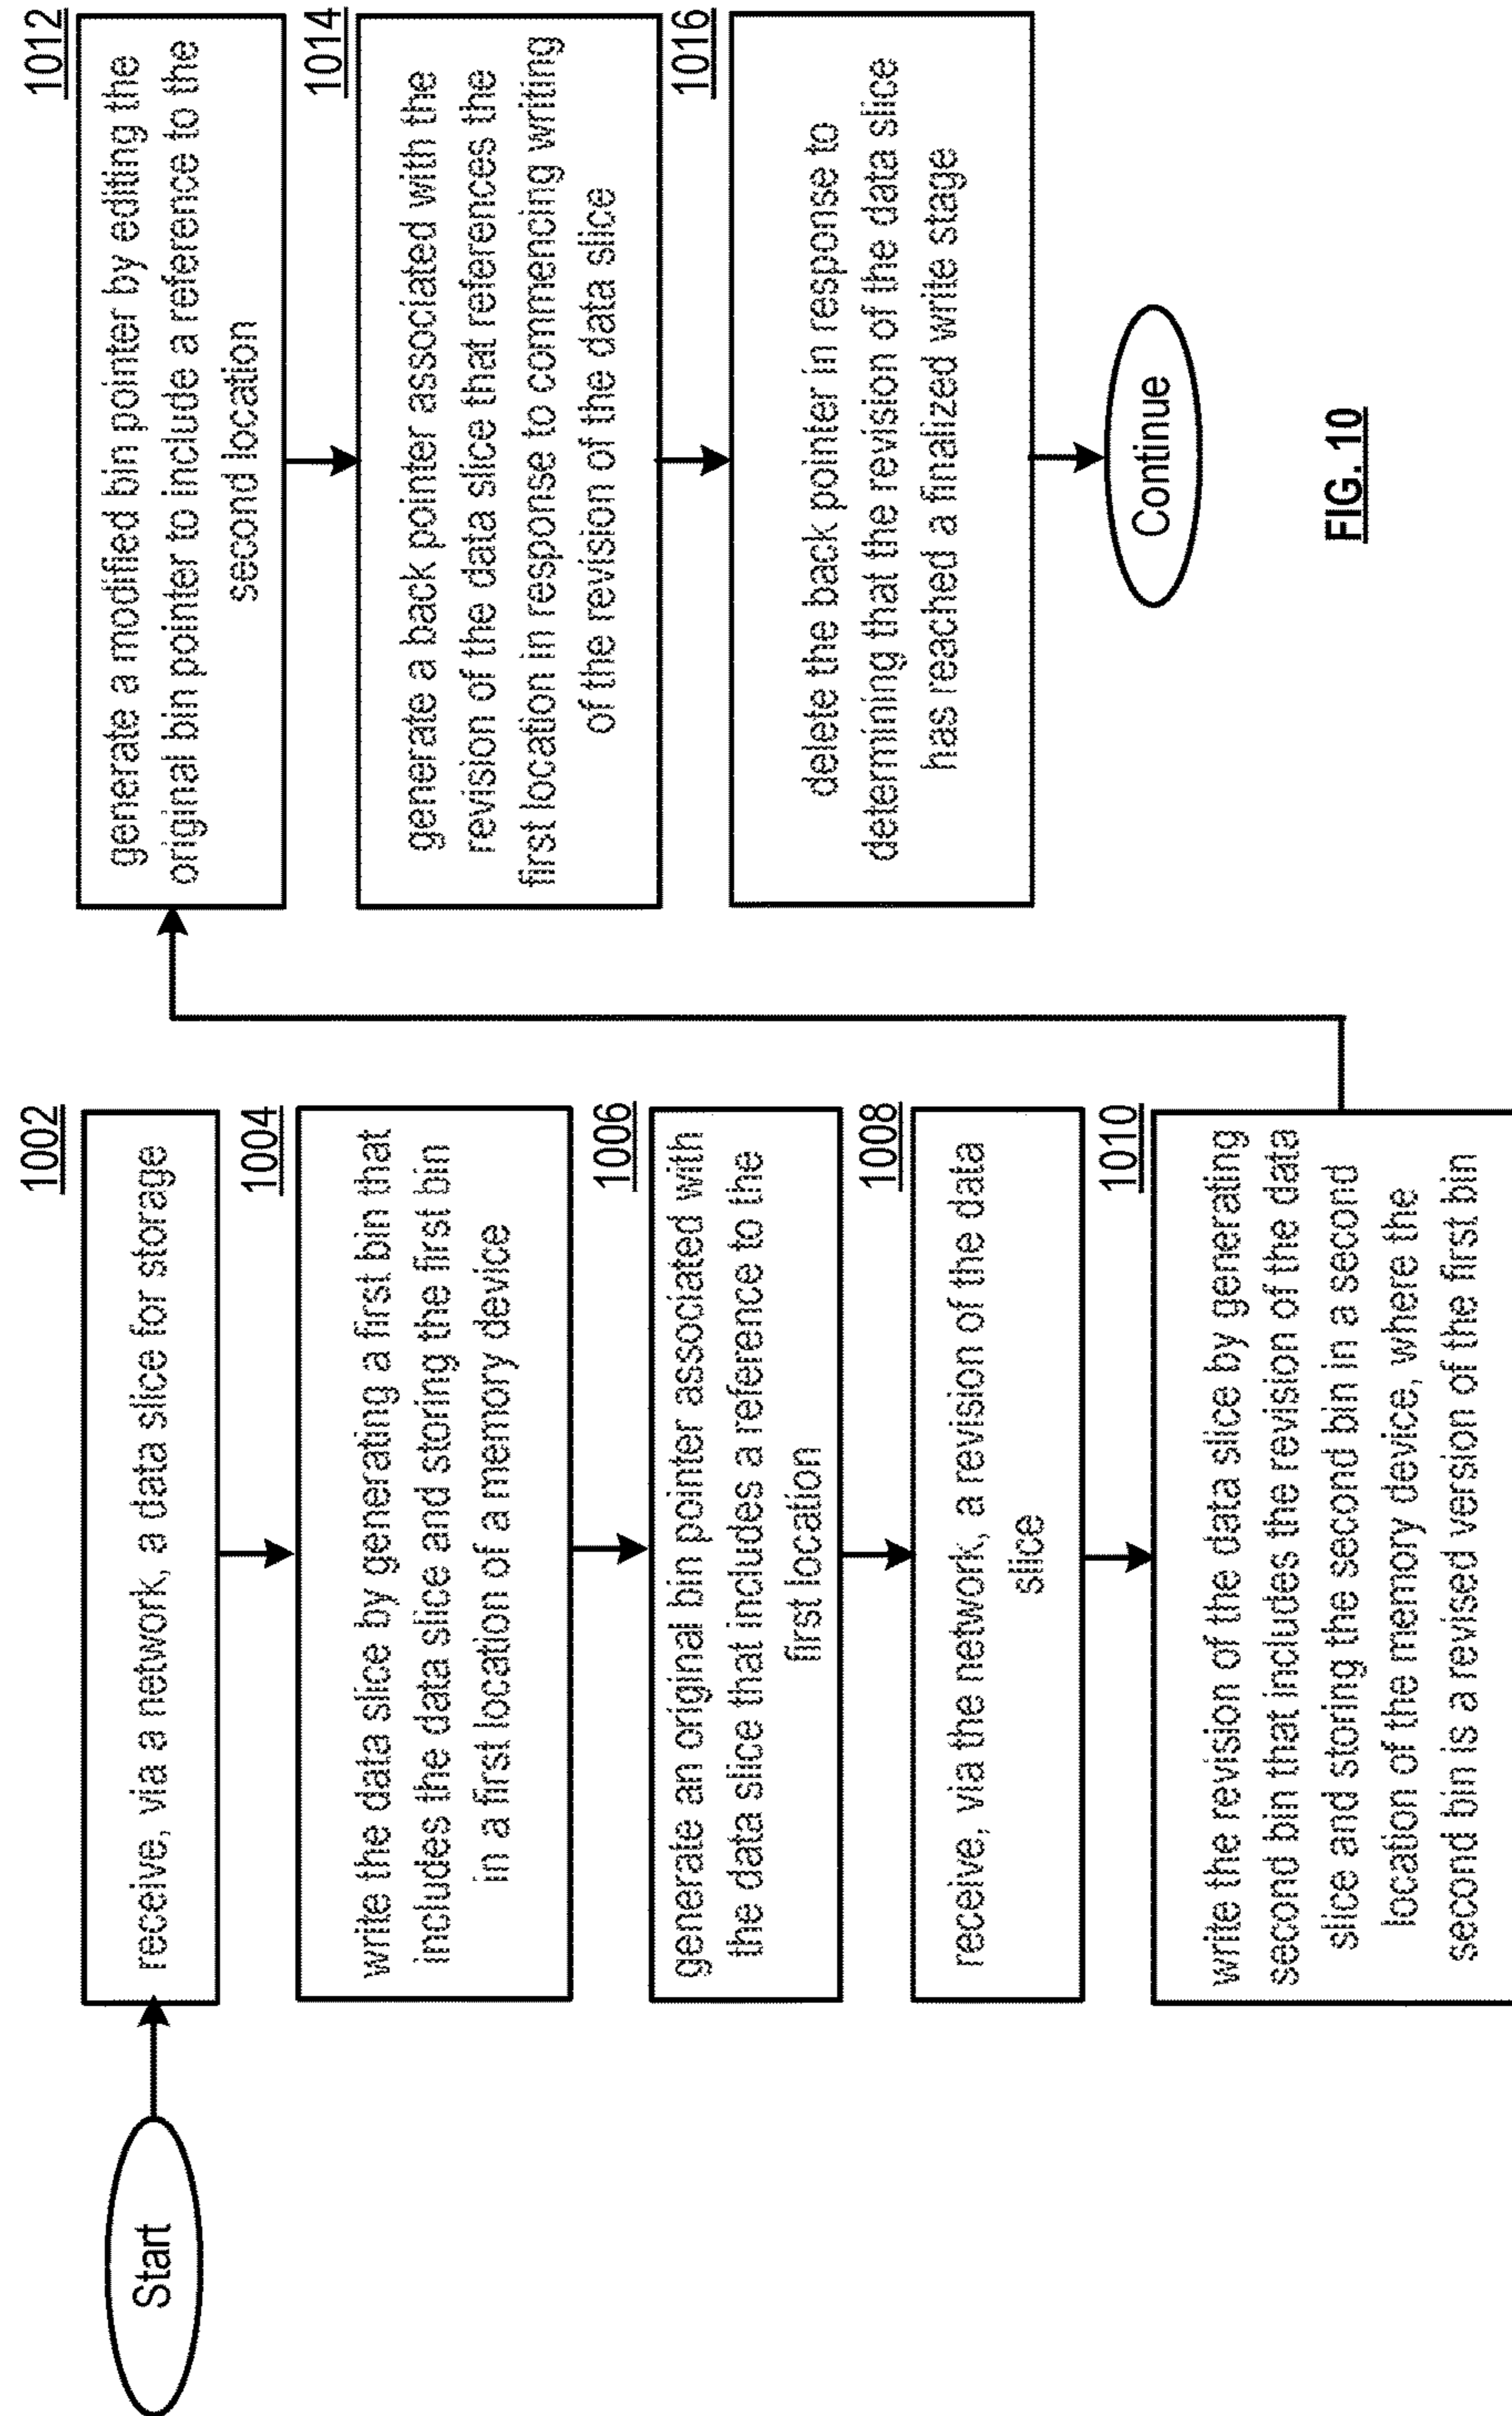 Start
1002
receive, via a network, a data slice for storage
1004
write the data slice by generating a first bin that
includes the data slice and storing the first bin
in a first location of a memory device
1006
generate an original bin pointer associated with
the data slice that includes a reference to the
first location
1008
receive, via the network, a revision of the data
slice
1010
write the revision of the data slice by generating
second bin that includes the revision of the data
slice and storing the second bin in a second
location of the memory device, where the
second bin is a revised version of the first bin
1012
generate a modified bin pointer by editing the
original bin pointer to include a reference to the
second location
1014
generate a back pointer associated with the
revision of the data slice that references the
first location in response to commencing writing
of the revision of the data slice
1016
delete the back pointer in response to
determining that the revision of the data slice
has reached a finalized write stage
Continue
FIG. 10